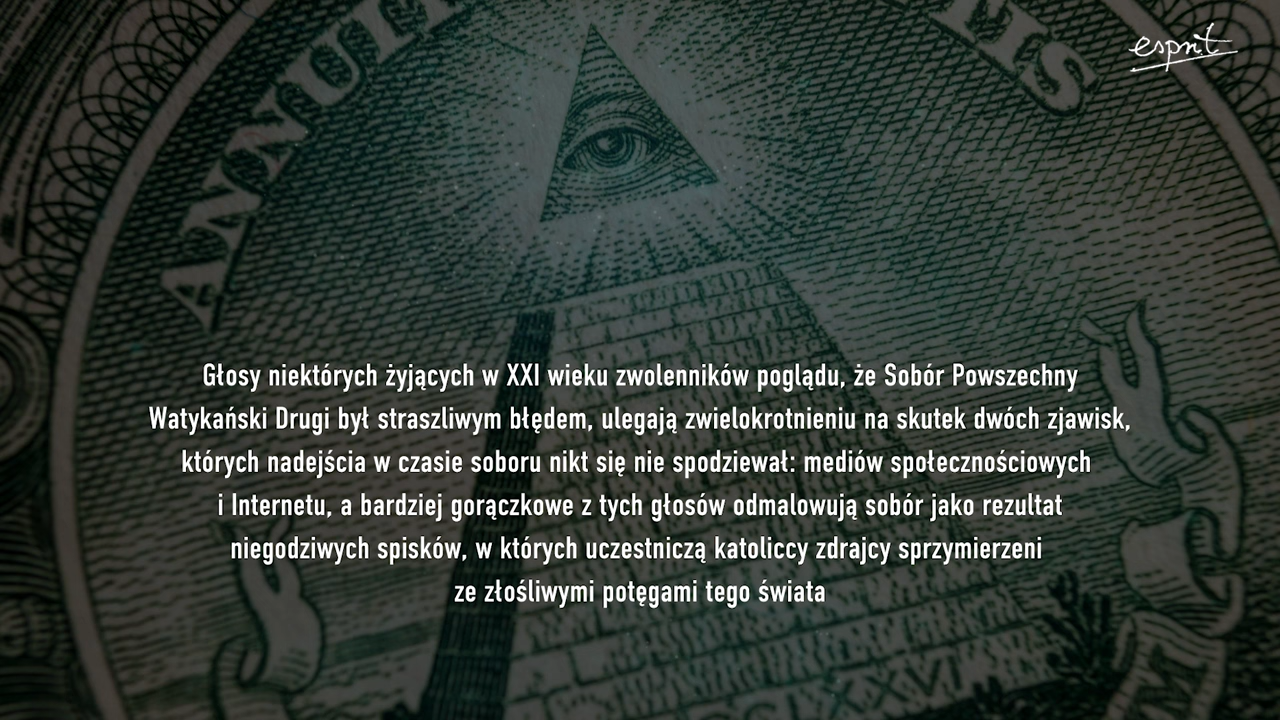 ANNUIT
IS
esprit
Głosy niektórych żyjących w XXI wieku zwolenników poglądu, że Sobór Powszechny
Watykański Drugi był straszliwym błędem, ulegają zwielokrotnieniu na skutek dwóch zjawisk,
których nadejścia w czasie soboru nikt się nie spodziewał: mediów społecznościowych
i Internetu, a bardziej gorączkowe z tych głosów odmalowują sobór jako rezultat
niegodziwych spisków, w których uczestniczą katoliccy zdrajcy sprzymierzeni
ze złośliwymi potęgami tego świata